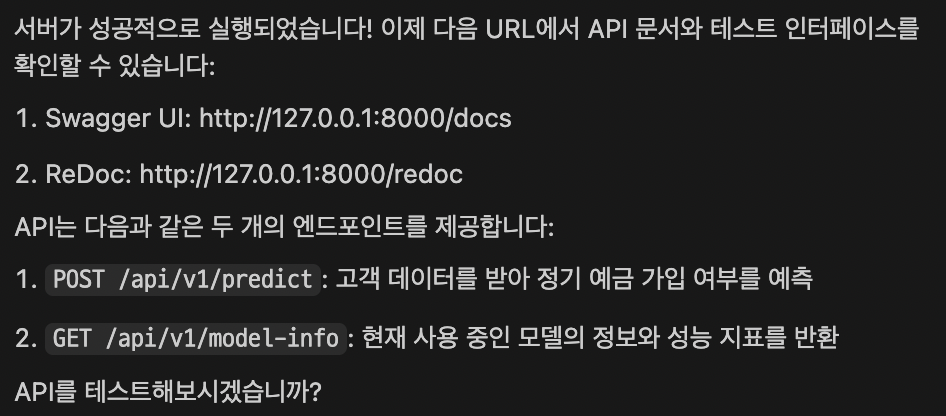 서버가 성공적으로 실행되었습니다! 이제 다음 URL에서 API 문서와 테스트 인터페이스를
확인할 수 있습니다:
1. Swagger UI: http://127.0.0.1:8000/docs
2. ReDoc: http://127.0.0.1:8000/redoc
API는 다음과 같은 두 개의 엔드포인트를 제공합니다:
1. POST /api/v1/predict: 고객 데이터를 받아 정기 예금 가입 여부를 예측
2. GET /api/v1/model-info: 현재 사용 중인 모델의 정보와 성능 지표를 반환
API를 테스트해보시겠습니까?